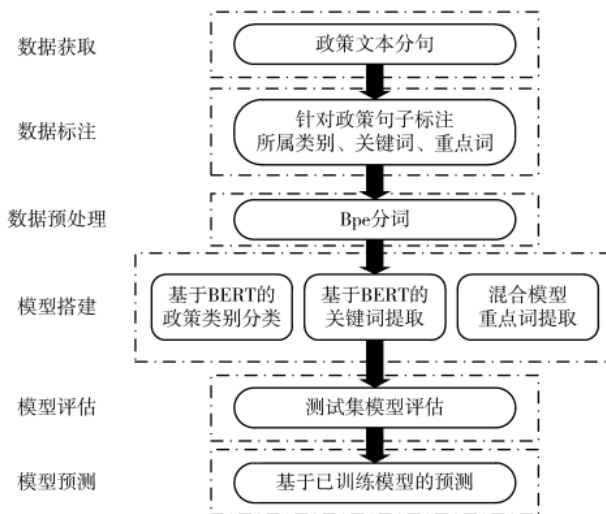 数据获取
政策文本分句
数据标注
针对政策句子标注
所属类别、关键词、重点词
数据预处理
Bpe分词
模型搭建
基于BERT的
政策类别分类
基于BERT的
关键词提取
混合模型
重点词提取
模型评估
测试集模型评估
模型预测
基于已训练模型的预测